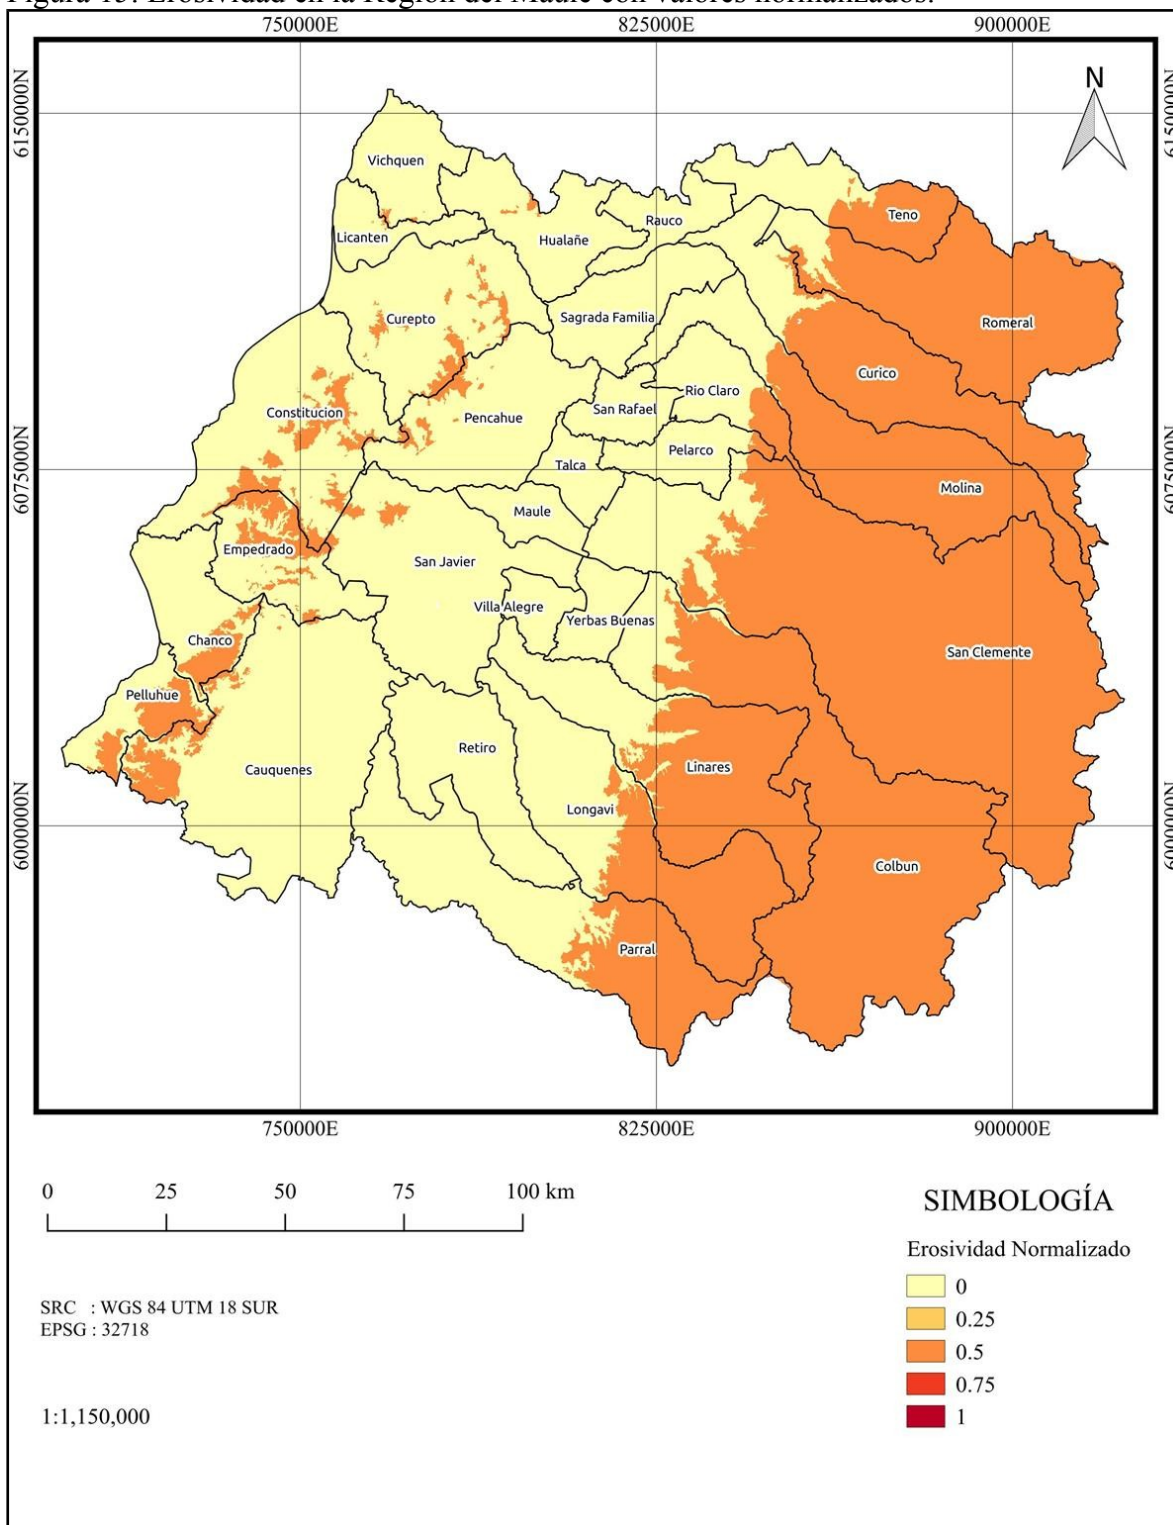 Figura 15. Erosividad en la Región del Maule con valores normalizados.
750000E 825000E 900000E
6150000N
6150000N
N
Vichquen
Teno
Rauco
Licanten
Hualañe
Curepto
Sagrada Familia
Romeral
Curico
Rio Claro
San Rafael
Constitucion
Pencahue
Pelarco
Talca
6075000N
6075000N
Molina
Maule
Empedrado
San Javier
Villa Alegre
Yerbas Buenas
Chanco
San Clemente
Pelluhue
Retiro
Linares
Cauquenes
Longavi
6000000N
6000000N
Colbun
Parral
750000E 825000E 900000E
0 25 50 75 100 km
SIMBOLOGÍA
Erosividad Normalizado
0
0.25
0.5
0.75
1
SRC : WGS 84 UTM 18 SUR
EPSG : 32718
1:1,150,000